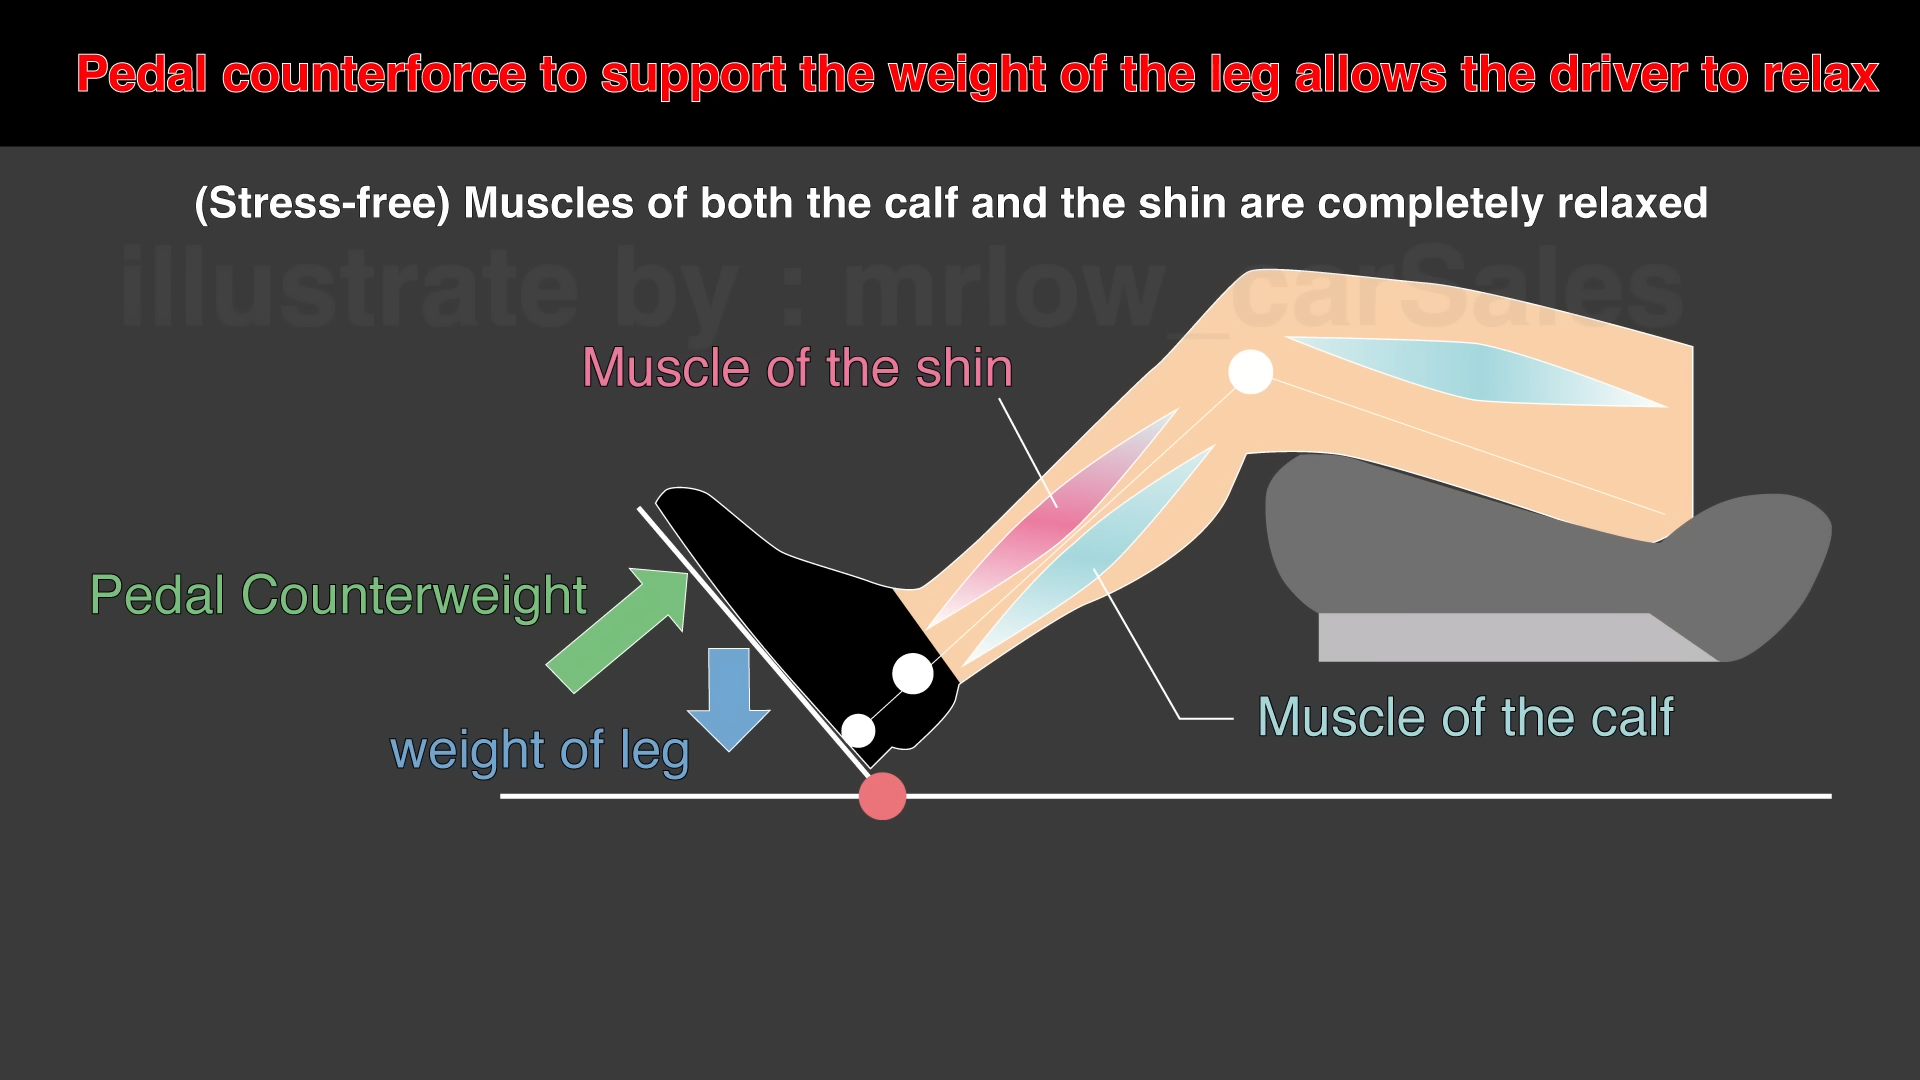 Pedal counterforce to support the weight of the leg allows the driver to relax
(Stress-free) Muscles of both the calf and the shin are completely relaxed
illustrate by : mrlow_carSales
Muscle of the shin
Pedal Counterweight
Muscle of the calf
weight of leg